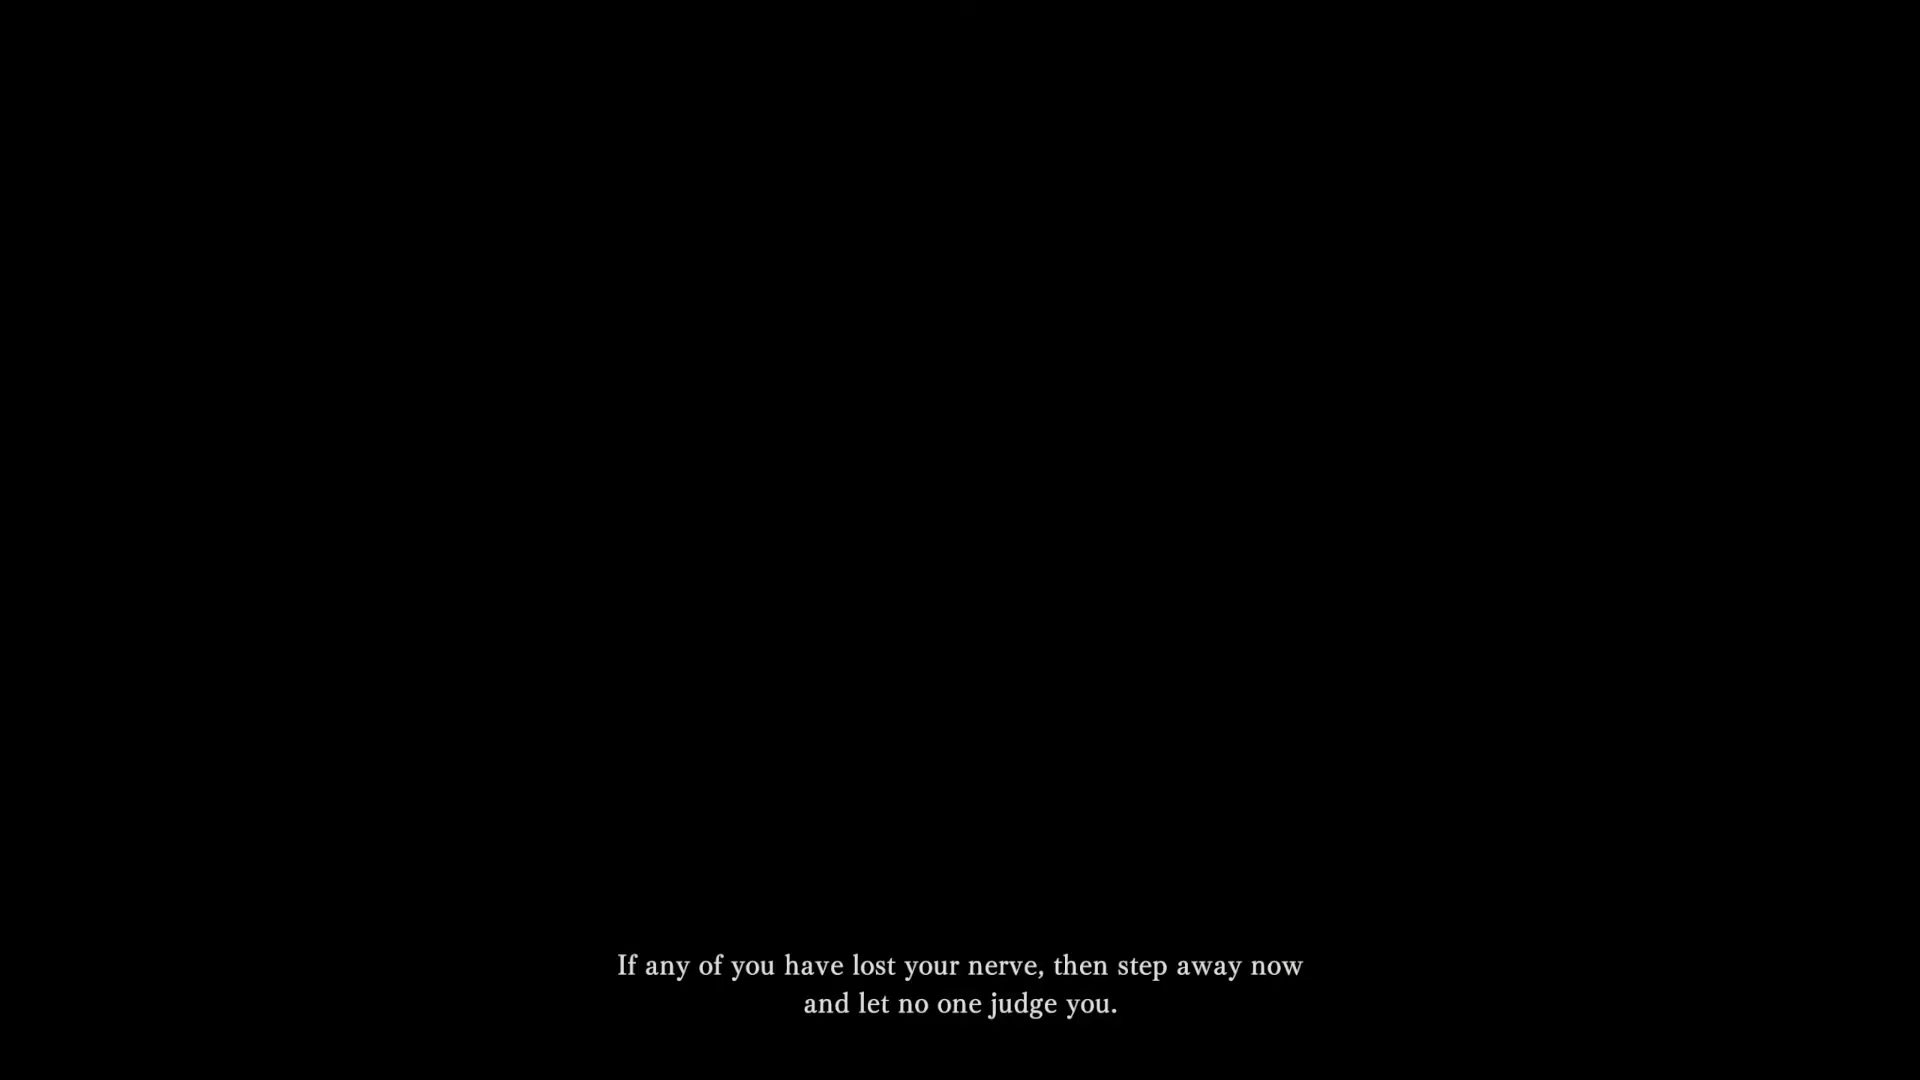 If any of you have lost your nerve, then step away now
and let no one judge you.